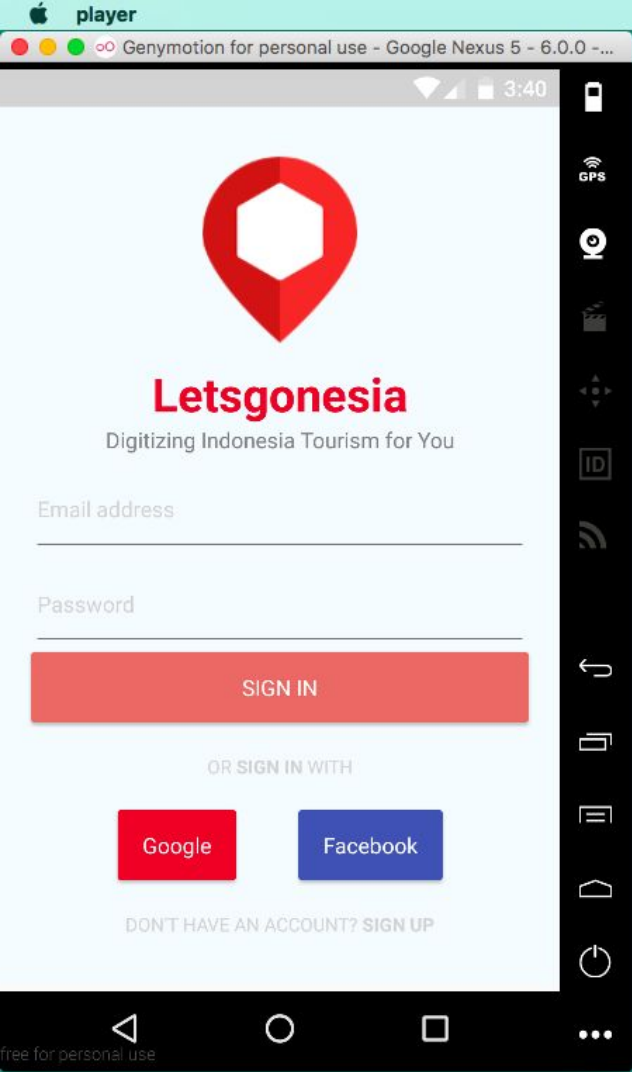 player
Genymotion for personal use - Google Nexus 5 - 6.0.0 -...
3:40
GPS
Letsgonesia
Digitizing Indonesia Tourism for You
Email address
ID
Password
SIGN IN
OR SIGN IN WITH
Google
Facebook
DON'T HAVE AN ACCOUNT? SIGN UP
free for personal use